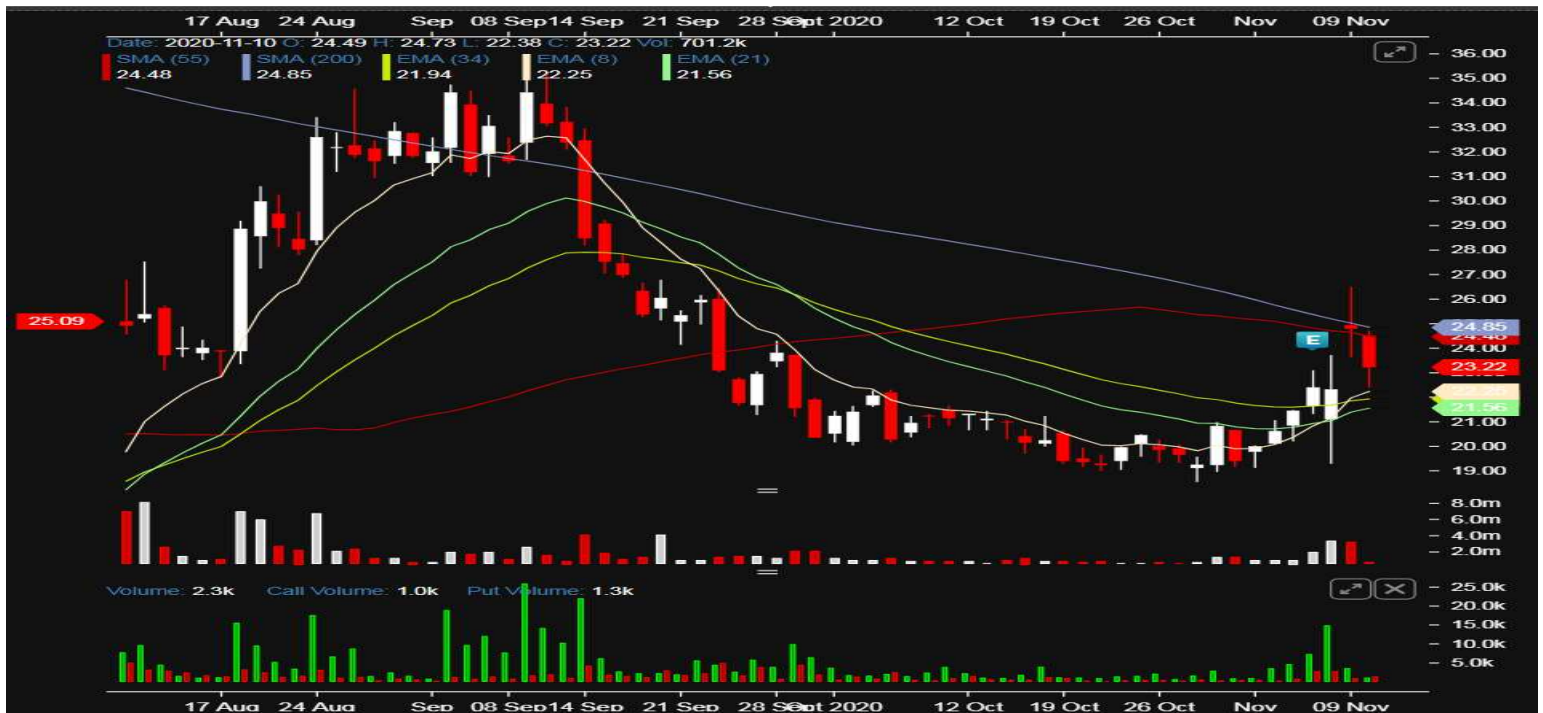 17 Aug 24 Aug Sep 08 Sep 14 Sep 21 Sep 28 Sep Oct 2020 12 Oct 19 Oct 26 Oct Nov 09 Nov
Date: 2020-11-10 O: 24.49 H: 24.73 L: 22.38 C: 23.22 Vol: 701.2k
SMA (55) SMA (200) EMA (34) EMA (8) EMA (21)
24.48 24.85 21.94 22.25 21.56
36.00
35.00
34.00
33.00
32.00
31.00
30.00
29.00
28.00
27.00
26.00
25.09
24.85
24.48
E
24.00
23.22
22.25
21.56
21.00
20.00
19.00
8.0m
6.0m
4.0m
2.0m
Volume: 2.3k Call Volume: 1.0k Put Volume: 1.3k
25.0k
20.0k
15.0k
10.0k
5.0k
17 Aug 24 Aug Sep 08 Sep 14 Sep 21 Sep 28 Sep 2020 12 Oct 19 Oct 26 Oct Nov 09 Nov